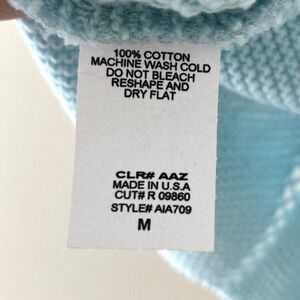 100% COTTON
MACHINE WASH COLD
DO NOT BLEACH
RESHAPE AND
DRY FLAT
CLR# AAZ
MADE IN U.S.A
CUT# R 09860
STYLE# AIA709
M